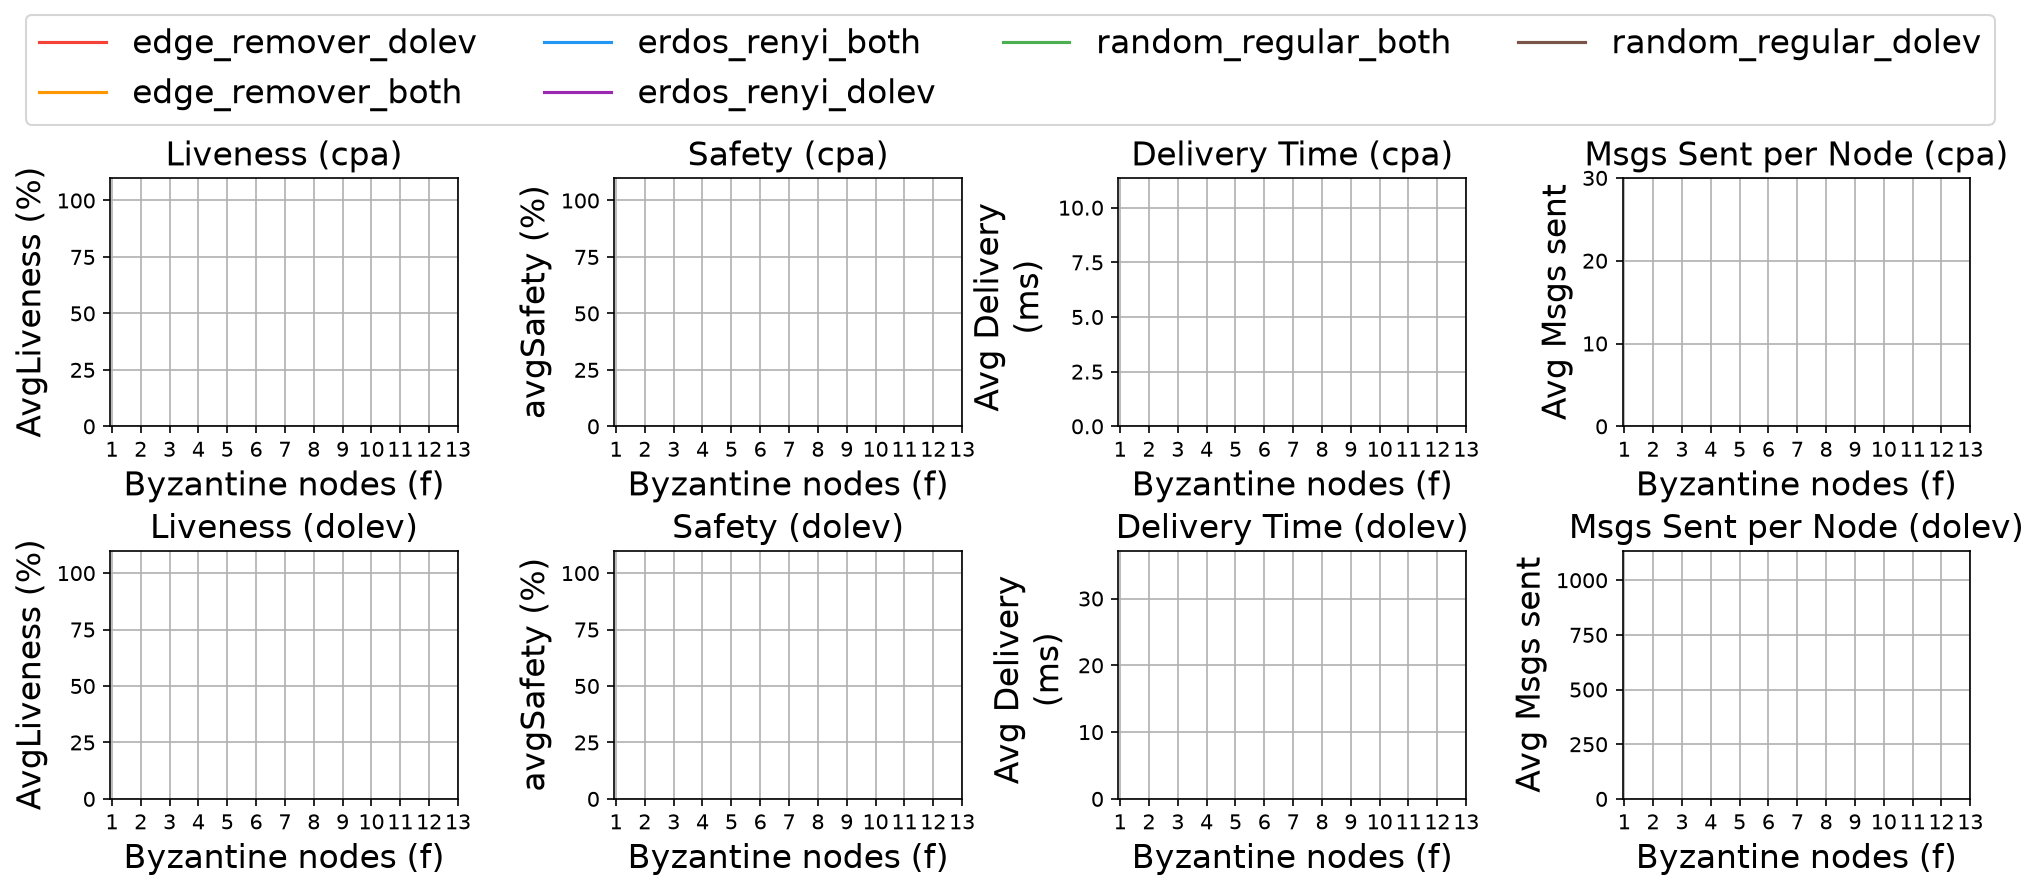 edge_remover_dolev erdos_renyi_both random_regular_both random_regular_dolev
edge_remover_both erdos_renyi_dolev
Liveness (cpa)
AvgLiveness (%)
100
75
50
25
0
1 2 3 4 5 6 7 8 9 10 11 12 13
Byzantine nodes (f)
Safety (cpa)
avgSafety (%)
100
75
50
25
0
1 2 3 4 5 6 7 8 9 10 11 12 13
Byzantine nodes (f)
Delivery Time (cpa)
Avg Delivery
(ms)
10.0
7.5
5.0
2.5
0.0
1 2 3 4 5 6 7 8 9 10 11 12 13
Byzantine nodes (f)
Msgs Sent per Node (cpa)
Avg Msgs sent
30
20
10
0
1 2 3 4 5 6 7 8 9 10 11 12 13
Byzantine nodes (f)
Liveness (dolev)
AvgLiveness (%)
100
75
50
25
0
1 2 3 4 5 6 7 8 9 10 11 12 13
Byzantine nodes (f)
Safety (dolev)
avgSafety (%)
100
75
50
25
0
1 2 3 4 5 6 7 8 9 10 11 12 13
Byzantine nodes (f)
Delivery Time (dolev)
Avg Delivery
(ms)
30
20
10
0
1 2 3 4 5 6 7 8 9 10 11 12 13
Byzantine nodes (f)
Msgs Sent per Node (dolev)
Avg Msgs sent
1000
750
500
250
0
1 2 3 4 5 6 7 8 9 10 11 12 13
Byzantine nodes (f)